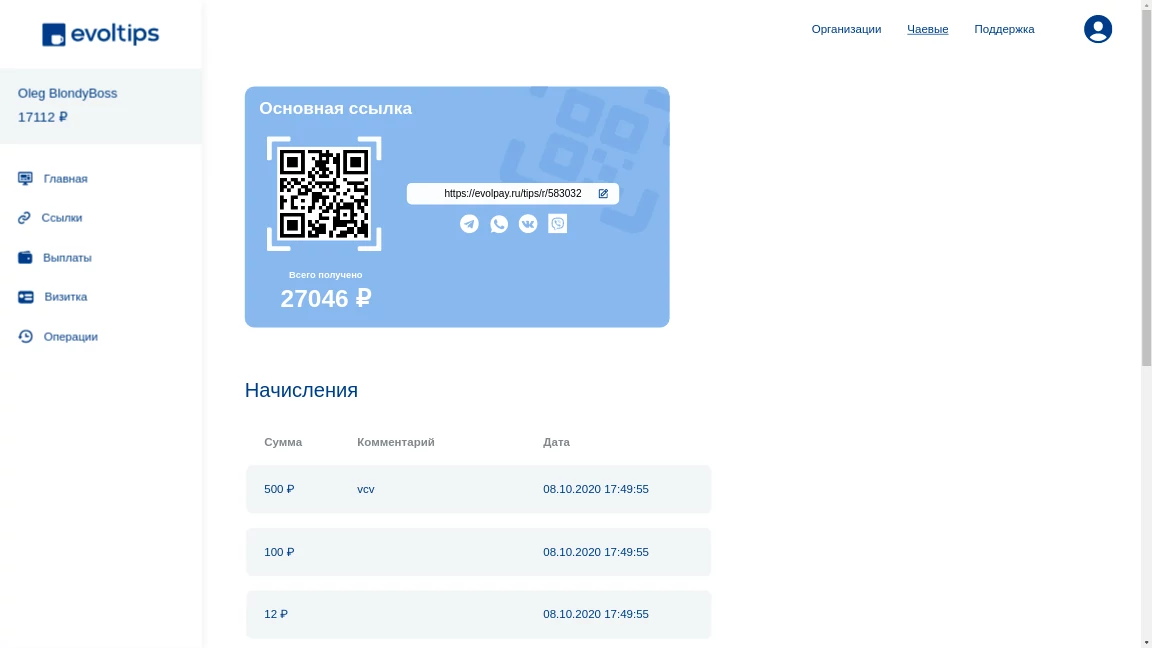 evoltips
Организации Чаевые Поддержка
Oleg BlondyBoss
17112 ₽
Главная
Ссылки
Выплаты
Визитка
Операции
Основная ссылка
https://evolpay.ru/tips/r/583032
Всего получено
27046 ₽
Начисления
Сумма Комментарий Дата
500 ₽ vcv 08.10.2020 17:49:55
100 ₽ 08.10.2020 17:49:55
12 ₽ 08.10.2020 17:49:55